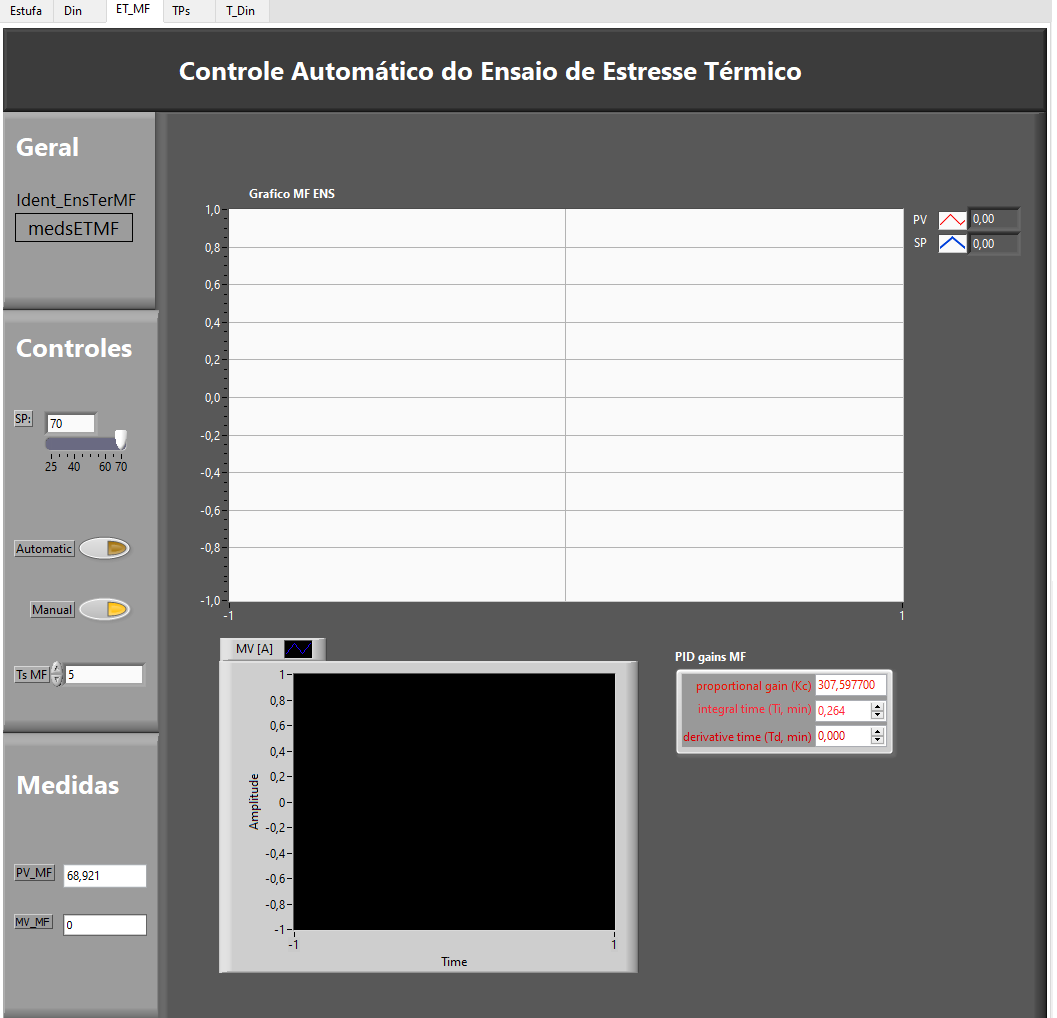 Estufa Din ET_MF TPs T_Din
Controle Automático do Ensaio de Estresse Térmico
Geral
Ident_EnsTerMF
medsETMF
Controles
SP: 70
25 40 60 70
Automatic
Manual
Ts MF 5
Medidas
PV_MF 68,921
MV_MF 0
Grafico MF ENS
1,0
0,8
0,6
0,4
0,2
0,0
-0,2
-0,4
-0,6
-0,8
-1,0
-1 1
PV 0,00
SP 0,00
MV [A]
Amplitude
1
0,8
0,6
0,4
0,2
0
-0,2
-0,4
-0,6
-0,8
-1
-1 1
Time
PID gains MF
proportional gain (Kc) 307,597700
integral time (Ti, min) 0,264
derivative time (Td, min) 0,000